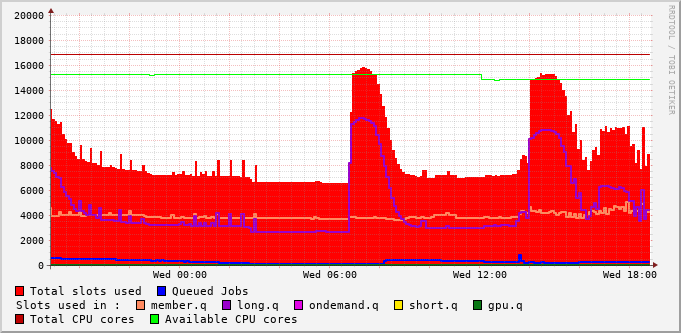 20000
18000
16000
14000
12000
10000
8000
6000
4000
2000
0
Wed 00:00 Wed 06:00 Wed 12:00 Wed 18:00
RRDTOOL / TOBI OETIKER
Total slots used Queued Jobs
Slots used in : member.q long.q ondemand.q short.q gpu.q
Total CPU cores Available CPU cores